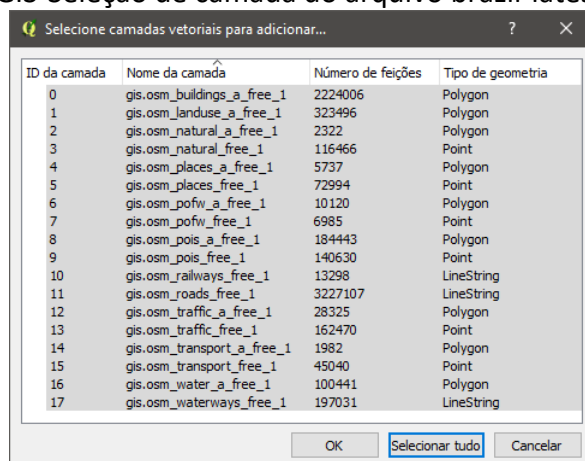 Selecione camadas vetoriais para adicionar... ? ×
ID da camada Nome da camada Número de feições Tipo de geometria
0 gis.osm_buildings_a_free_1 2224006 Polygon
1 gis.osm_landuse_a_free_1 323496 Polygon
2 gis.osm_natural_a_free_1 2322 Polygon
3 gis.osm_natural_free_1 116466 Point
4 gis.osm_places_a_free_1 5737 Polygon
5 gis.osm_places_free_1 72994 Point
6 gis.osm_pofw_a_free_1 10120 Polygon
7 gis.osm_pofw_free_1 6985 Point
8 gis.osm_pois_a_free_1 184443 Polygon
9 gis.osm_pois_free_1 140630 Point
10 gis.osm_railways_free_1 13298 LineString
11 gis.osm_roads_free_1 3227107 LineString
12 gis.osm_traffic_a_free_1 28325 Polygon
13 gis.osm_traffic_free_1 162470 Point
14 gis.osm_transport_a_free_1 1982 Polygon
15 gis.osm_transport_free_1 45040 Point
16 gis.osm_water_a_free_1 100441 Polygon
17 gis.osm_waterways_free_1 197031 LineString
OK Selecionar tudo Cancelar